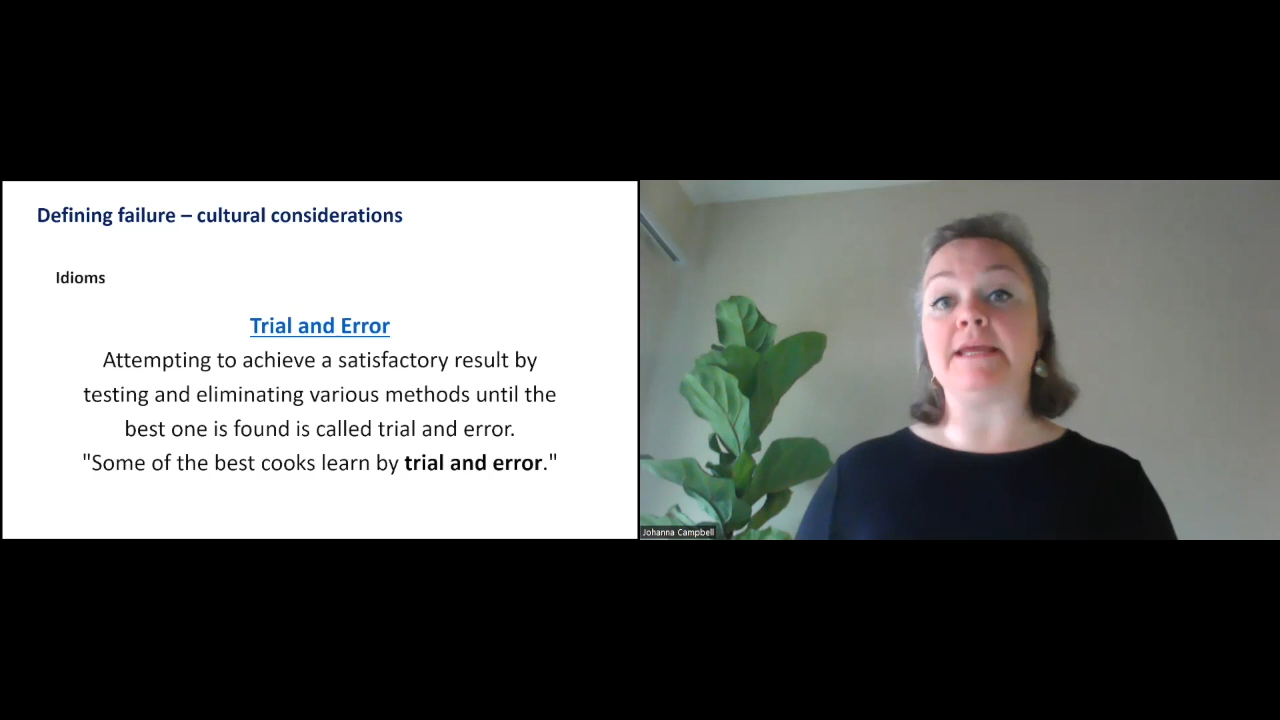 Defining failure – cultural considerations
Idioms
Trial and Error
Attempting to achieve a satisfactory result by
testing and eliminating various methods until the
best one is found is called trial and error.
"Some of the best cooks learn by trial and error."
Johanna Campbell